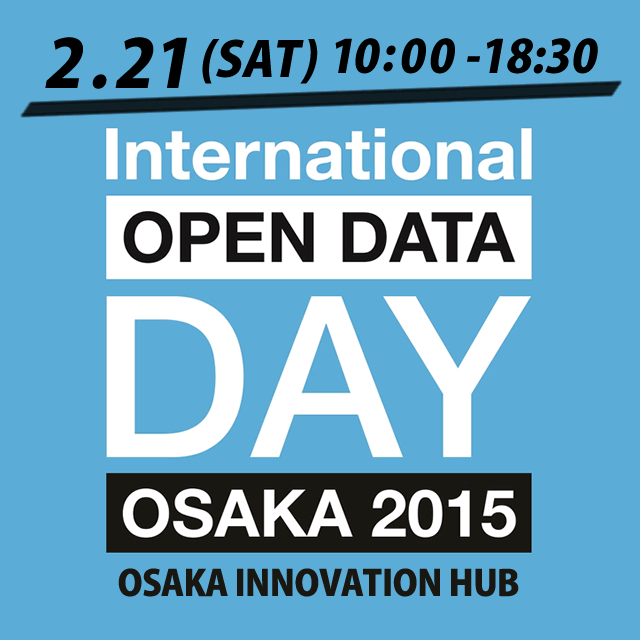 2.21 (SAT) 10:00 -18:30
International
OPEN DATA
DAY
OSAKA 2015
OSAKA INNOVATION HUB